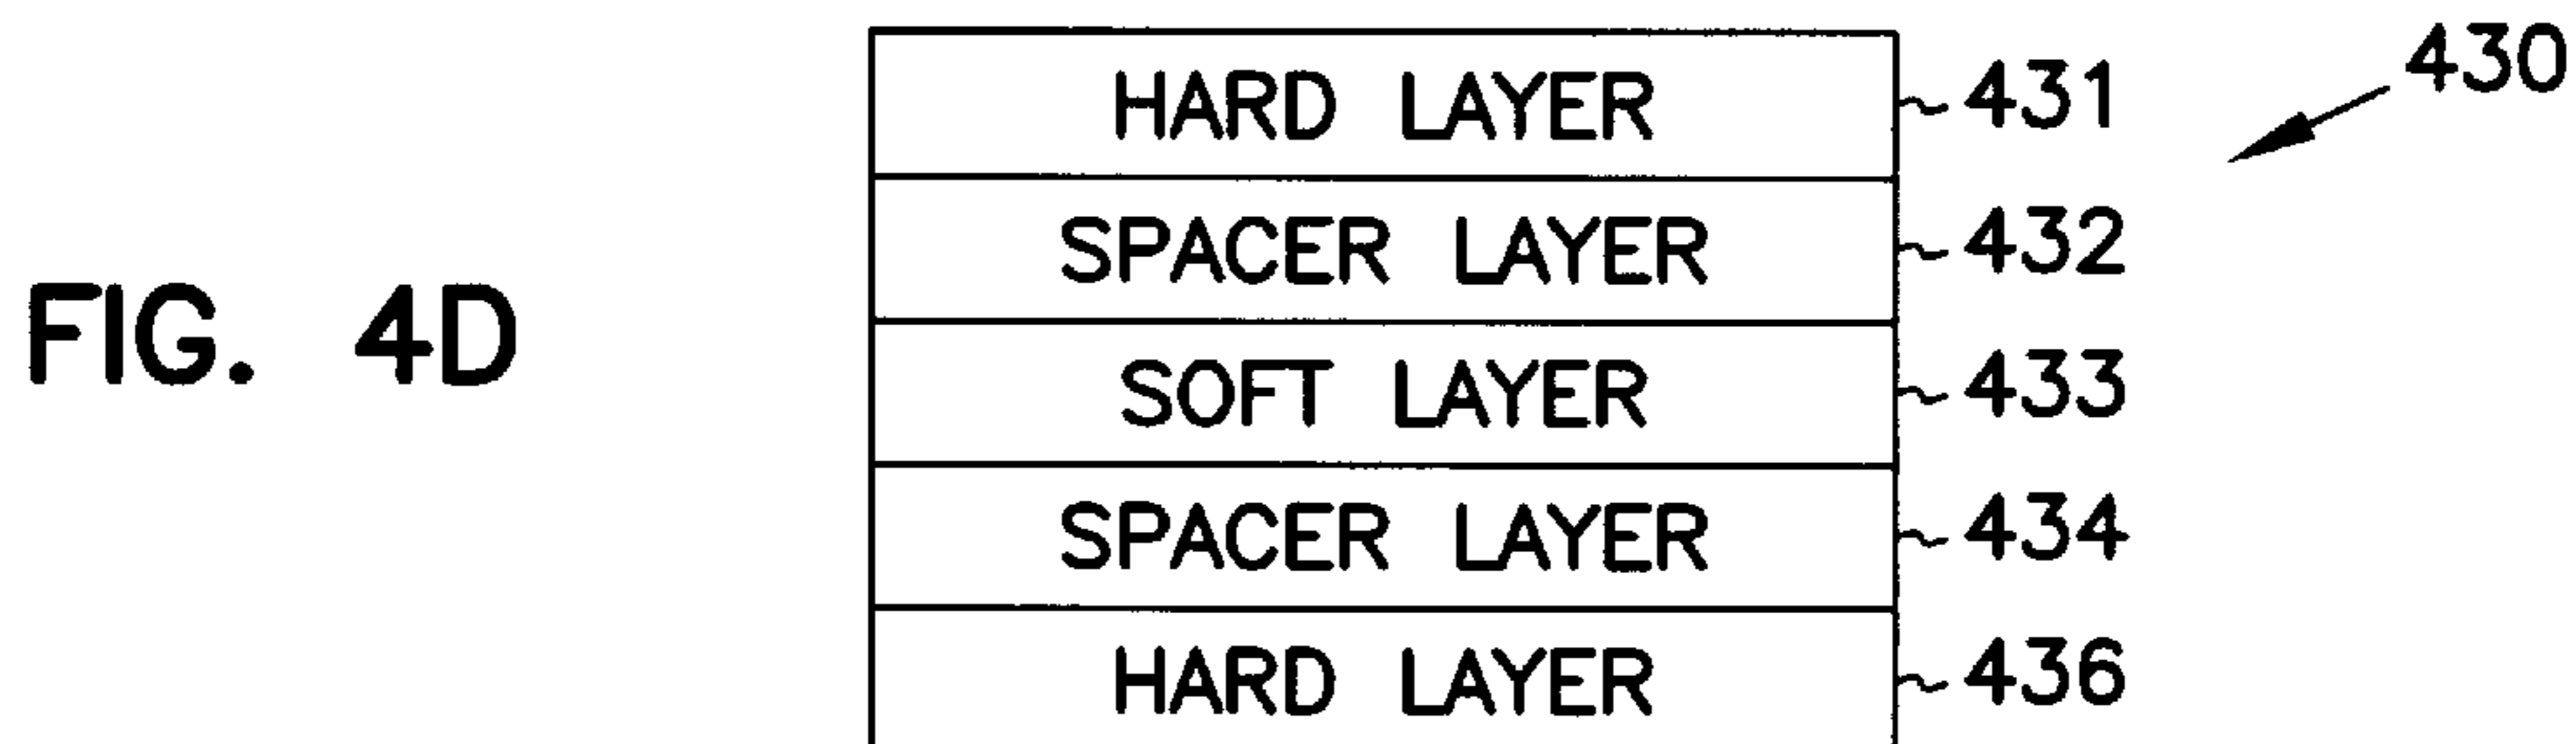 430
HARD LAYER 431
SPACER LAYER 432
FIG. 4D
SOFT LAYER 433
SPACER LAYER 434
HARD LAYER 436